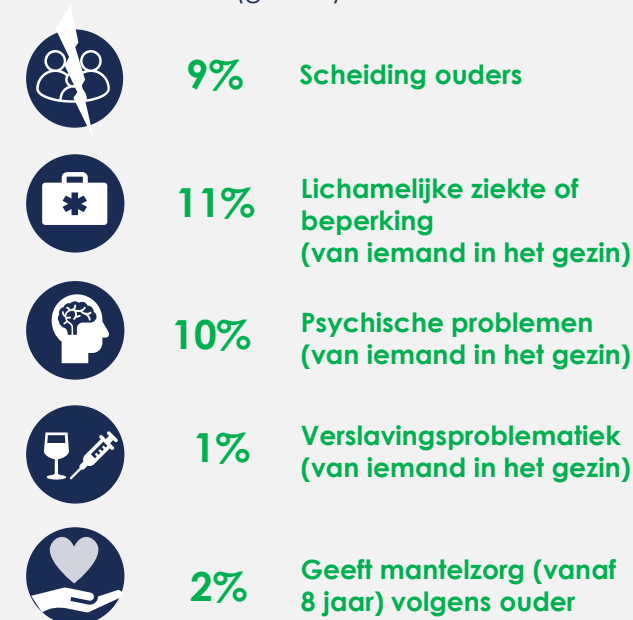 9% Scheiding ouders
11% Lichamelijke ziekte of
beperking
(van iemand in het gezin)
10% Psychische problemen
(van iemand in het gezin)
1% Verslavingsproblematiek
(van iemand in het gezin)
2% Geeft mantelzorg (vanaf
8 jaar) volgens ouder